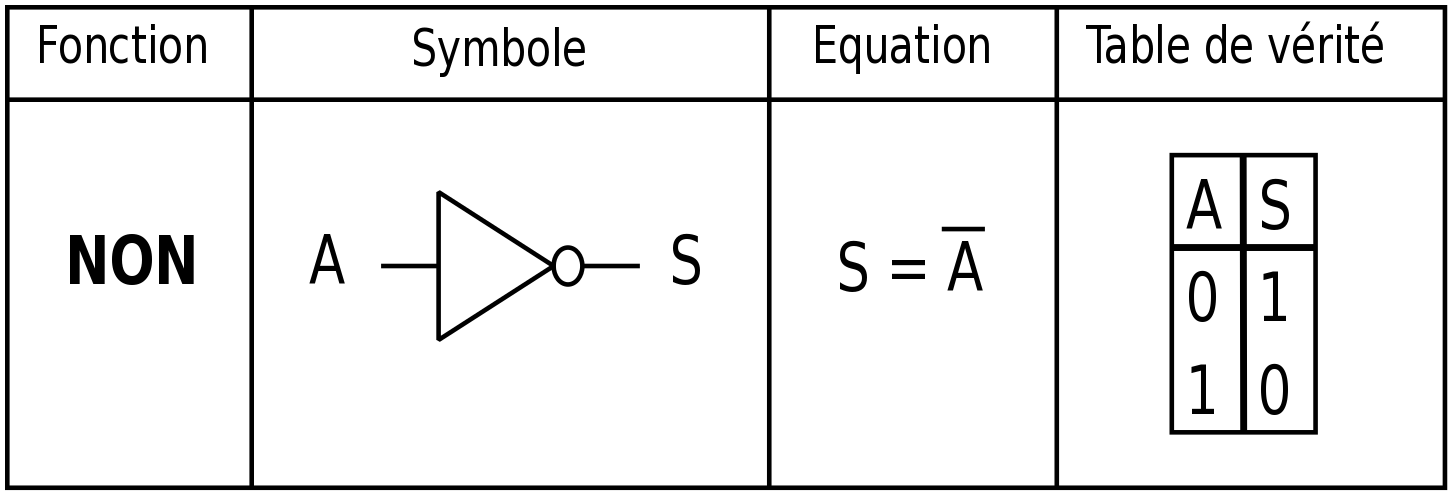 Fonction Symbole Equation Table de vérité
NON A S S = A̅ A S
0 1
1 0